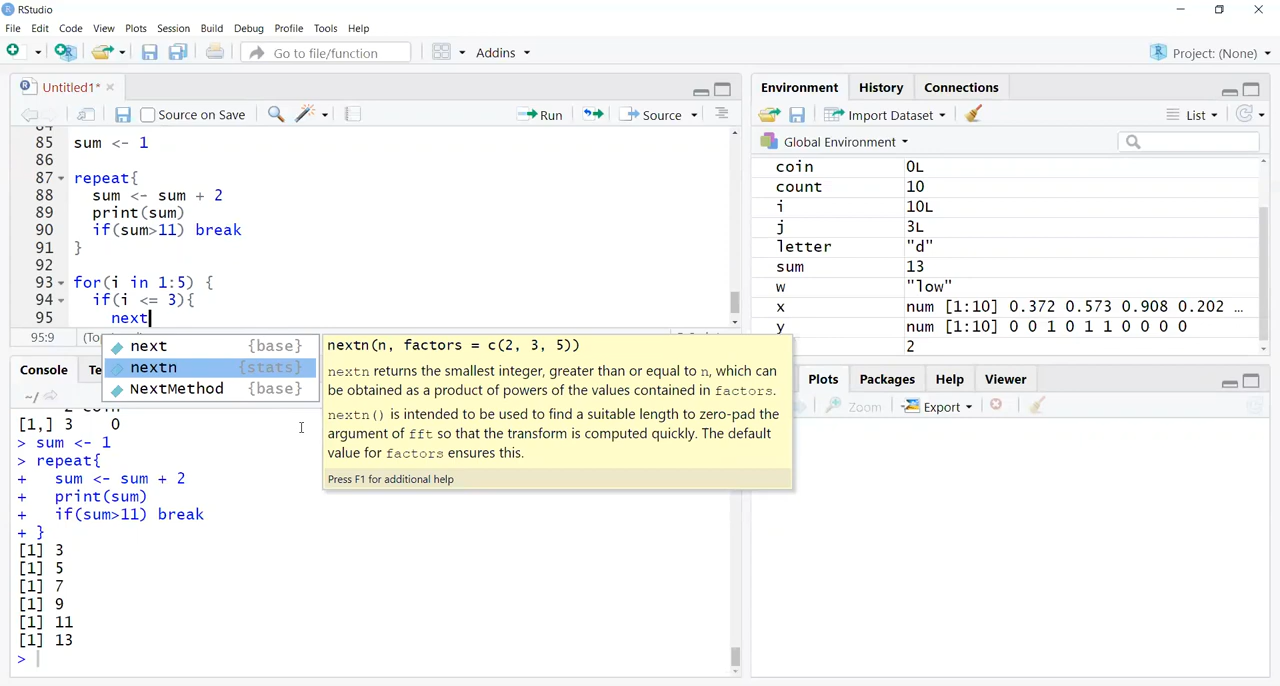 RStudio
File Edit Code View Plots Session Build Debug Profile Tools Help
Go to file/function Addins Project: (None)
Untitled1*
Source on Save Run Source
85 sum <- 1
86
87 repeat{
88 sum <- sum + 2
89 print(sum)
90 if(sum>11) break
91 }
92
93 for(i in 1:5) {
94 if(i <= 3){
95 next
95:9 (To
next {base}
nextn {stats}
NextMethod {base}
nextn(n, factors = c(2, 3, 5))
nextn returns the smallest integer, greater than or equal to n, which can
be obtained as a product of powers of the values contained in factors.
nextn() is intended to be used to find a suitable length to zero-pad the
argument of fft so that the transform is computed quickly. The default
value for factors ensures this.
Press F1 for additional help
Console Te
~/
[1,] 3 0
> sum <- 1
> repeat{
+ sum <- sum + 2
+ print(sum)
+ if(sum>11) break
+ }
[1] 3
[1] 5
[1] 7
[1] 9
[1] 11
[1] 13
>
Environment History Connections
Import Dataset List
Global Environment
coin 0L
count 10
i 10L
j 3L
letter "d"
sum 13
w "low"
x num [1:10] 0.372 0.573 0.908 0.202 ...
y num [1:10] 0 0 1 0 1 1 0 0 0 0
2
Plots Packages Help Viewer
Zoom Export